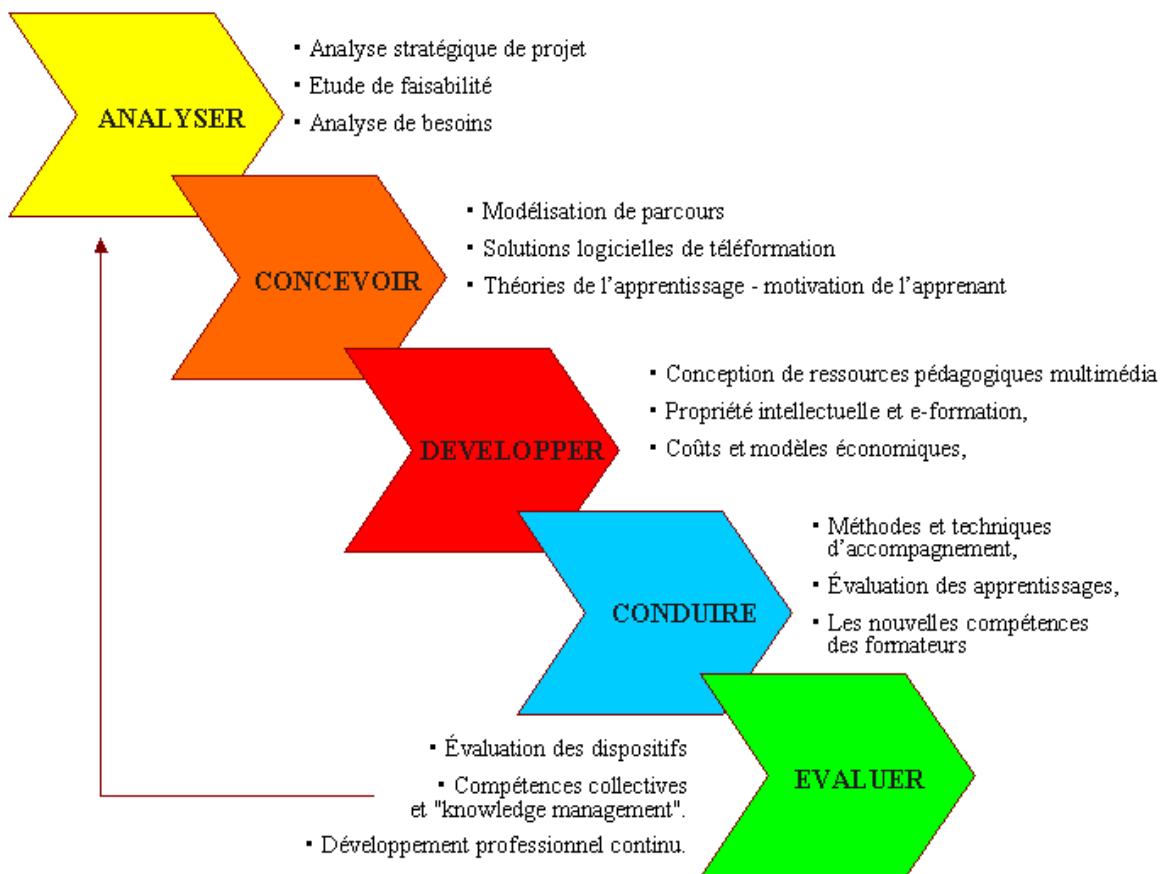 ANALYSER
▪ Analyse stratégique de projet
▪ Etude de faisabilité
▪ Analyse de besoins
CONCEVOIR
▪ Modélisation de parcours
▪ Solutions logicielles de téléformation
▪ Théories de l’apprentissage - motivation de l’apprenant
DEVELOPPER
▪ Conception de ressources pédagogiques multimédia
▪ Propriété intellectuelle et e-formation,
▪ Coûts et modèles économiques,
CONDUIRE
▪ Méthodes et techniques
d’accompagnement,
▪ Évaluation des apprentissages,
▪ Les nouvelles compétences
des formateurs
EVALUER
▪ Évaluation des dispositifs
▪ Compétences collectives
et "knowledge management".
▪ Développement professionnel continu.